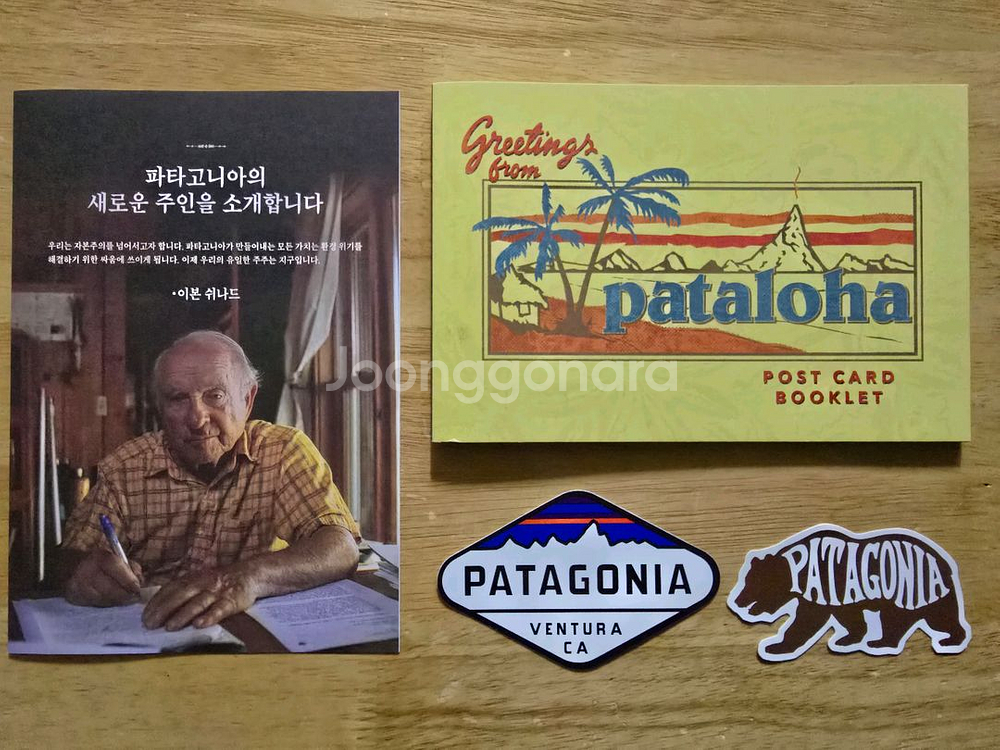 파타고니아의
새로운 주인을 소개합니다
우리는 자본주의를 넘어서고자 합니다. 파타고니아가 만들어내는 모든 가치는 환경 위기를
해결하기 위한 싸움에 쓰이게 됩니다. 이제 우리의 유일한 주주는 지구입니다.
•이본 쉬나드
Greetings
from
pataloha
POST CARD
BOOKLET
Joonggonara
PATAGONIA
VENTURA
CA
PATAGONIA